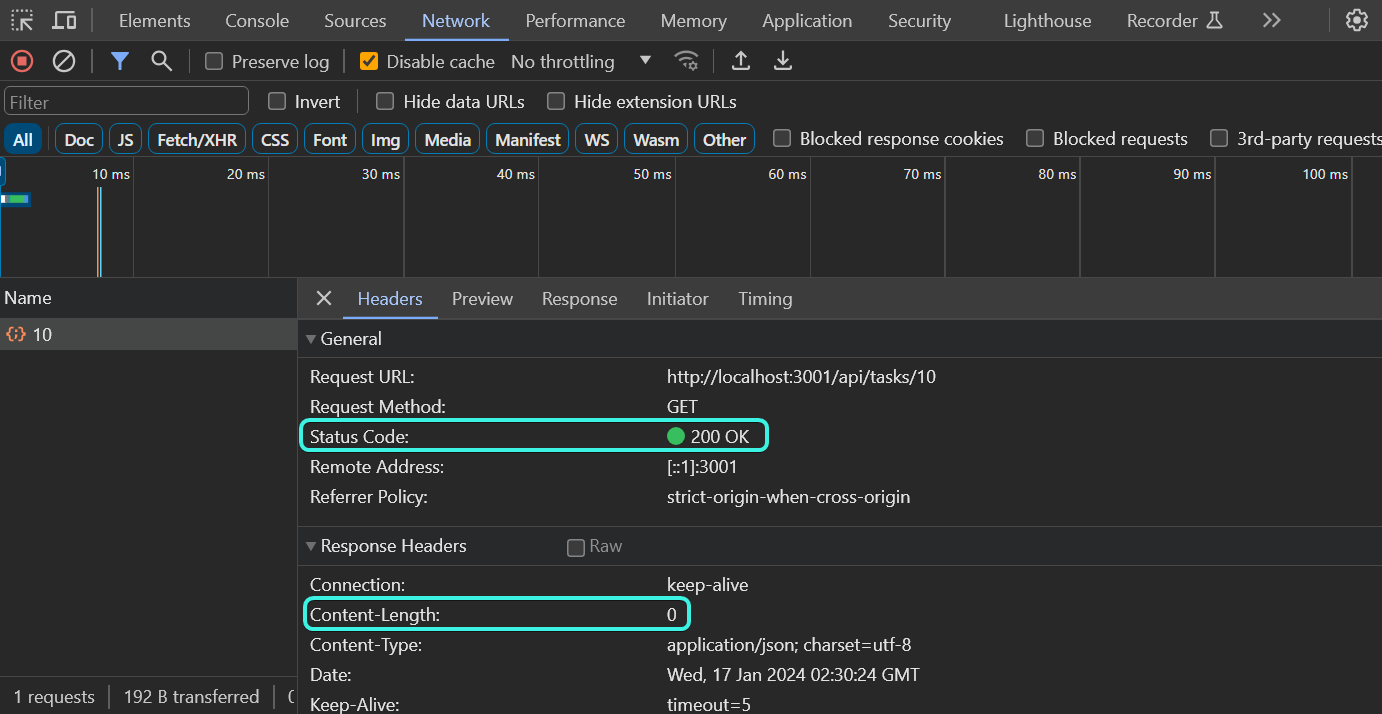 Elements Console Sources Network Performance Memory Application Security Lighthouse Recorder
Preserve log Disable cache No throttling
Filter Invert Hide data URLs Hide extension URLs
All Doc JS Fetch/XHR CSS Font Img Media Manifest WS Wasm Other Blocked response cookies Blocked requests 3rd-party requests
10 ms 20 ms 30 ms 40 ms 50 ms 60 ms 70 ms 80 ms 90 ms 100 ms
Name
{;} 10
Headers Preview Response Initiator Timing
General
Request URL: http://localhost:3001/api/tasks/10
Request Method: GET
Status Code: 200 OK
Remote Address: [::1]:3001
Referrer Policy: strict-origin-when-cross-origin
Response Headers Raw
Connection: keep-alive
Content-Length: 0
Content-Type: application/json; charset=utf-8
Date: Wed, 17 Jan 2024 02:30:24 GMT
Keep-Alive: timeout=5
1 requests 192 B transferred